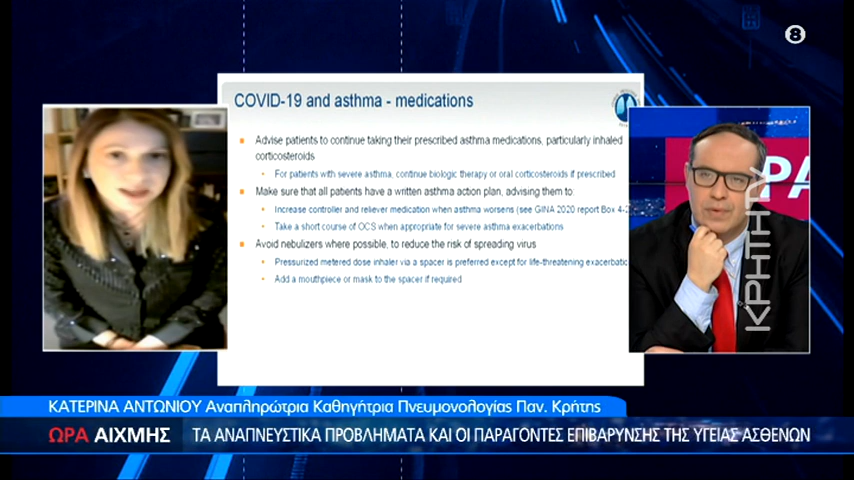 8
COVID-19 and asthma - medications
Advise patients to continue taking their prescribed asthma medications, particularly inhaled
corticosteroids
For patients with severe asthma, continue biologic therapy or oral corticosteroids if prescribed
Make sure that all patients have a written asthma action plan, advising them to:
Increase controller and reliever medication when asthma worsens (see GINA 2020 report Box 4-2
Take a short course of OCS when appropriate for severe asthma exacerbations
Avoid nebulizers where possible, to reduce the risk of spreading virus
Pressurized metered dose inhaler via a spacer is preferred except for life-threatening exacerbatio
Add a mouthpiece or mask to the spacer if required
ΡΑ
ΚΡΗΤΗ TV
ΚΑΤΕΡΙΝΑ ΑΝΤΩΝΙΟΥ Αναπληρώτρια Καθηγήτρια Πνευμονολογίας Παν. Κρήτης
ΩΡΑ ΑΙΧΜΗΣ ΤΑ ΑΝΑΠΝΕΥΣΤΙΚΑ ΠΡΟΒΛΗΜΑΤΑ ΚΑΙ ΟΙ ΠΑΡΑΓΟΝΤΕΣ ΕΠΙΒΑΡΥΝΣΗΣ ΤΗΣ ΥΓΕΙΑΣ ΑΣΘΕΝΩΝ